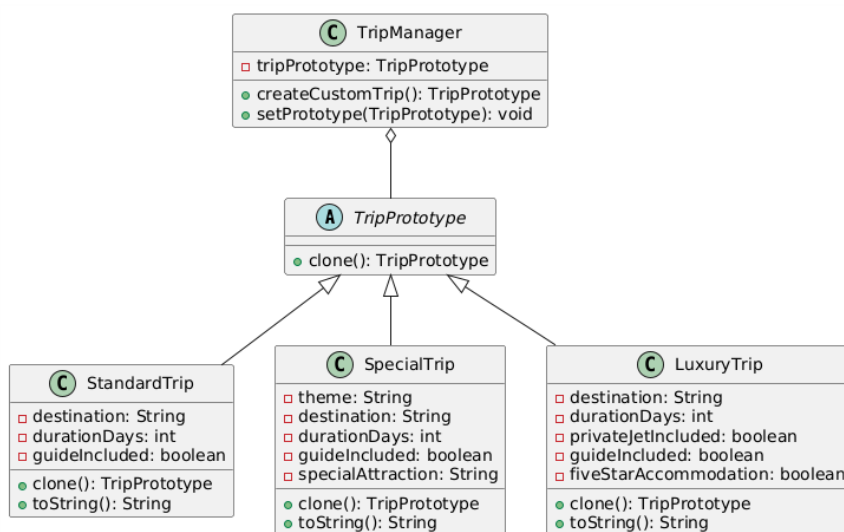 C TripManager
tripPrototype: TripPrototype
createCustomTrip(): TripPrototype
setPrototype(TripPrototype): void
A TripPrototype
clone(): TripPrototype
C StandardTrip
destination: String
durationDays: int
guideIncluded: boolean
clone(): TripPrototype
toString(): String
C SpecialTrip
theme: String
destination: String
durationDays: int
guideIncluded: boolean
specialAttraction: String
clone(): TripPrototype
toString(): String
C LuxuryTrip
destination: String
durationDays: int
privateJetIncluded: boolean
guideIncluded: boolean
fiveStarAccommodation: boolean
clone(): TripPrototype
toString(): String